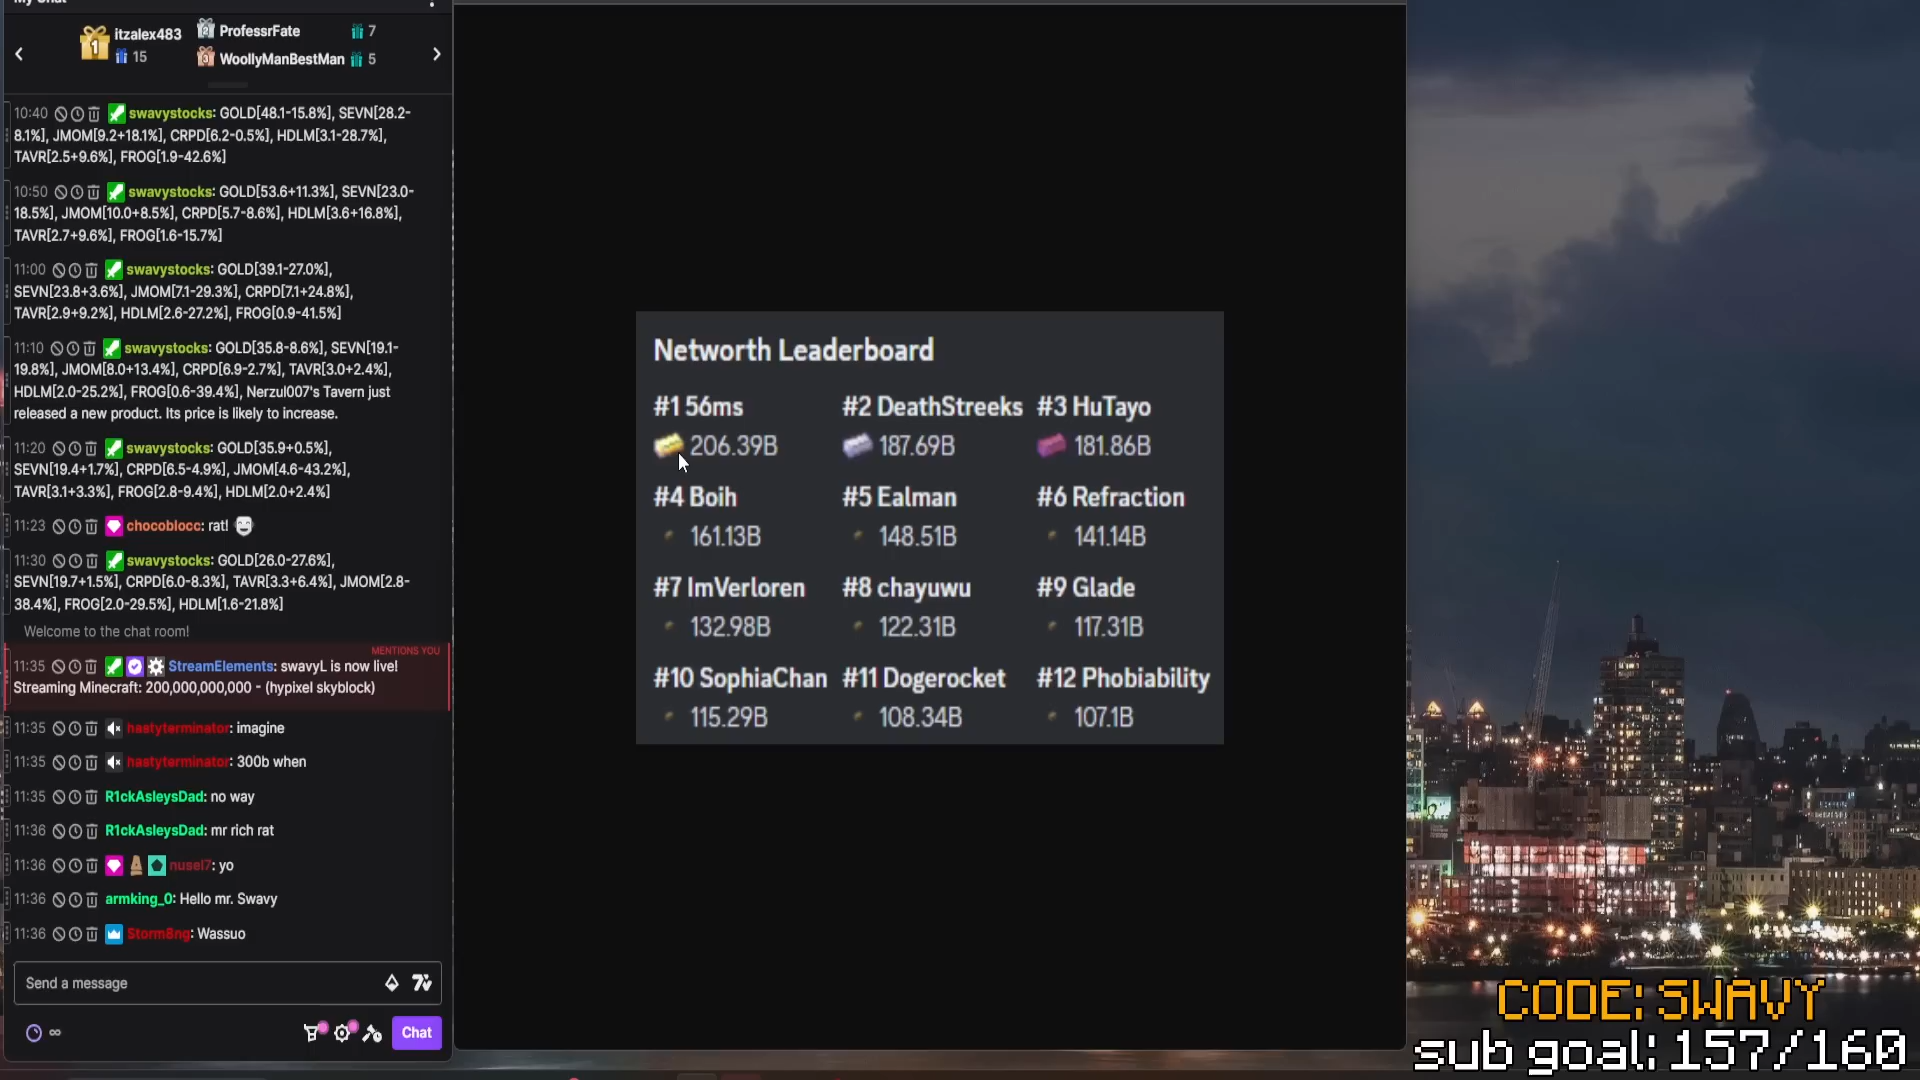 My Chat
itzalex483
15
ProfessrFate 7
WoollyManBestMan 5
10:40 swavystocks: GOLD[48.1-15.8%], SEVN[28.2-
8.1%], JMOM[9.2+18.1%], CRPD[6.2-0.5%], HDLM[3.1-28.7%],
TAVR[2.5+9.6%], FROG[1.9-42.6%]
10:50 swavystocks: GOLD[53.6+11.3%], SEVN[23.0-
18.5%], JMOM[10.0+8.5%], CRPD[5.7-8.6%], HDLM[3.6+16.8%],
TAVR[2.7+9.6%], FROG[1.6-15.7%]
11:00 swavystocks: GOLD[39.1-27.0%],
SEVN[23.8+3.6%], JMOM[7.1-29.3%], CRPD[7.1+24.8%],
TAVR[2.9+9.2%], HDLM[2.6-27.2%], FROG[0.9-41.5%]
11:10 swavystocks: GOLD[35.8-8.6%], SEVN[19.1-
19.8%], JMOM[8.0+13.4%], CRPD[6.9-2.7%], TAVR[3.0+2.4%],
HDLM[2.0-25.2%], FROG[0.6-39.4%], Nerzul007's Tavern just
released a new product. Its price is likely to increase.
11:20 swavystocks: GOLD[35.9+0.5%],
SEVN[19.4+1.7%], CRPD[6.5-4.9%], JMOM[4.6-43.2%],
TAVR[3.1+3.3%], FROG[2.8-9.4%], HDLM[2.0+2.4%]
11:23 chocoblocc: rat!
11:30 swavystocks: GOLD[26.0-27.6%],
SEVN[19.7+1.5%], CRPD[6.0-8.3%], TAVR[3.3+6.4%], JMOM[2.8-
38.4%], FROG[2.0-29.5%], HDLM[1.6-21.8%]
Welcome to the chat room!
MENTIONS YOU
11:35 StreamElements: swavyL is now live!
Streaming Minecraft: 200,000,000,000 - (hypixel skyblock)
11:35 hastyterminator: imagine
11:35 hastyterminator: 300b when
11:35 R1ckAsleysDad: no way
11:36 R1ckAsleysDad: mr rich rat
11:36 nusel7: yo
11:36 armking_0: Hello mr. Swavy
11:36 Storm8ng: Wassuo
Send a message
Chat
Networth Leaderboard
#1 56ms #2 DeathStreeks #3 HuTayo
206.39B 187.69B 181.86B
#4 Boih #5 Ealman #6 Refraction
161.13B 148.51B 141.14B
#7 ImVerloren #8 chayuwu #9 Glade
132.98B 122.31B 117.31B
#10 SophiaChan #11 Dogerocket #12 Phobiability
115.29B 108.34B 107.1B
CODE: SWAVY
sub goal: 157/160